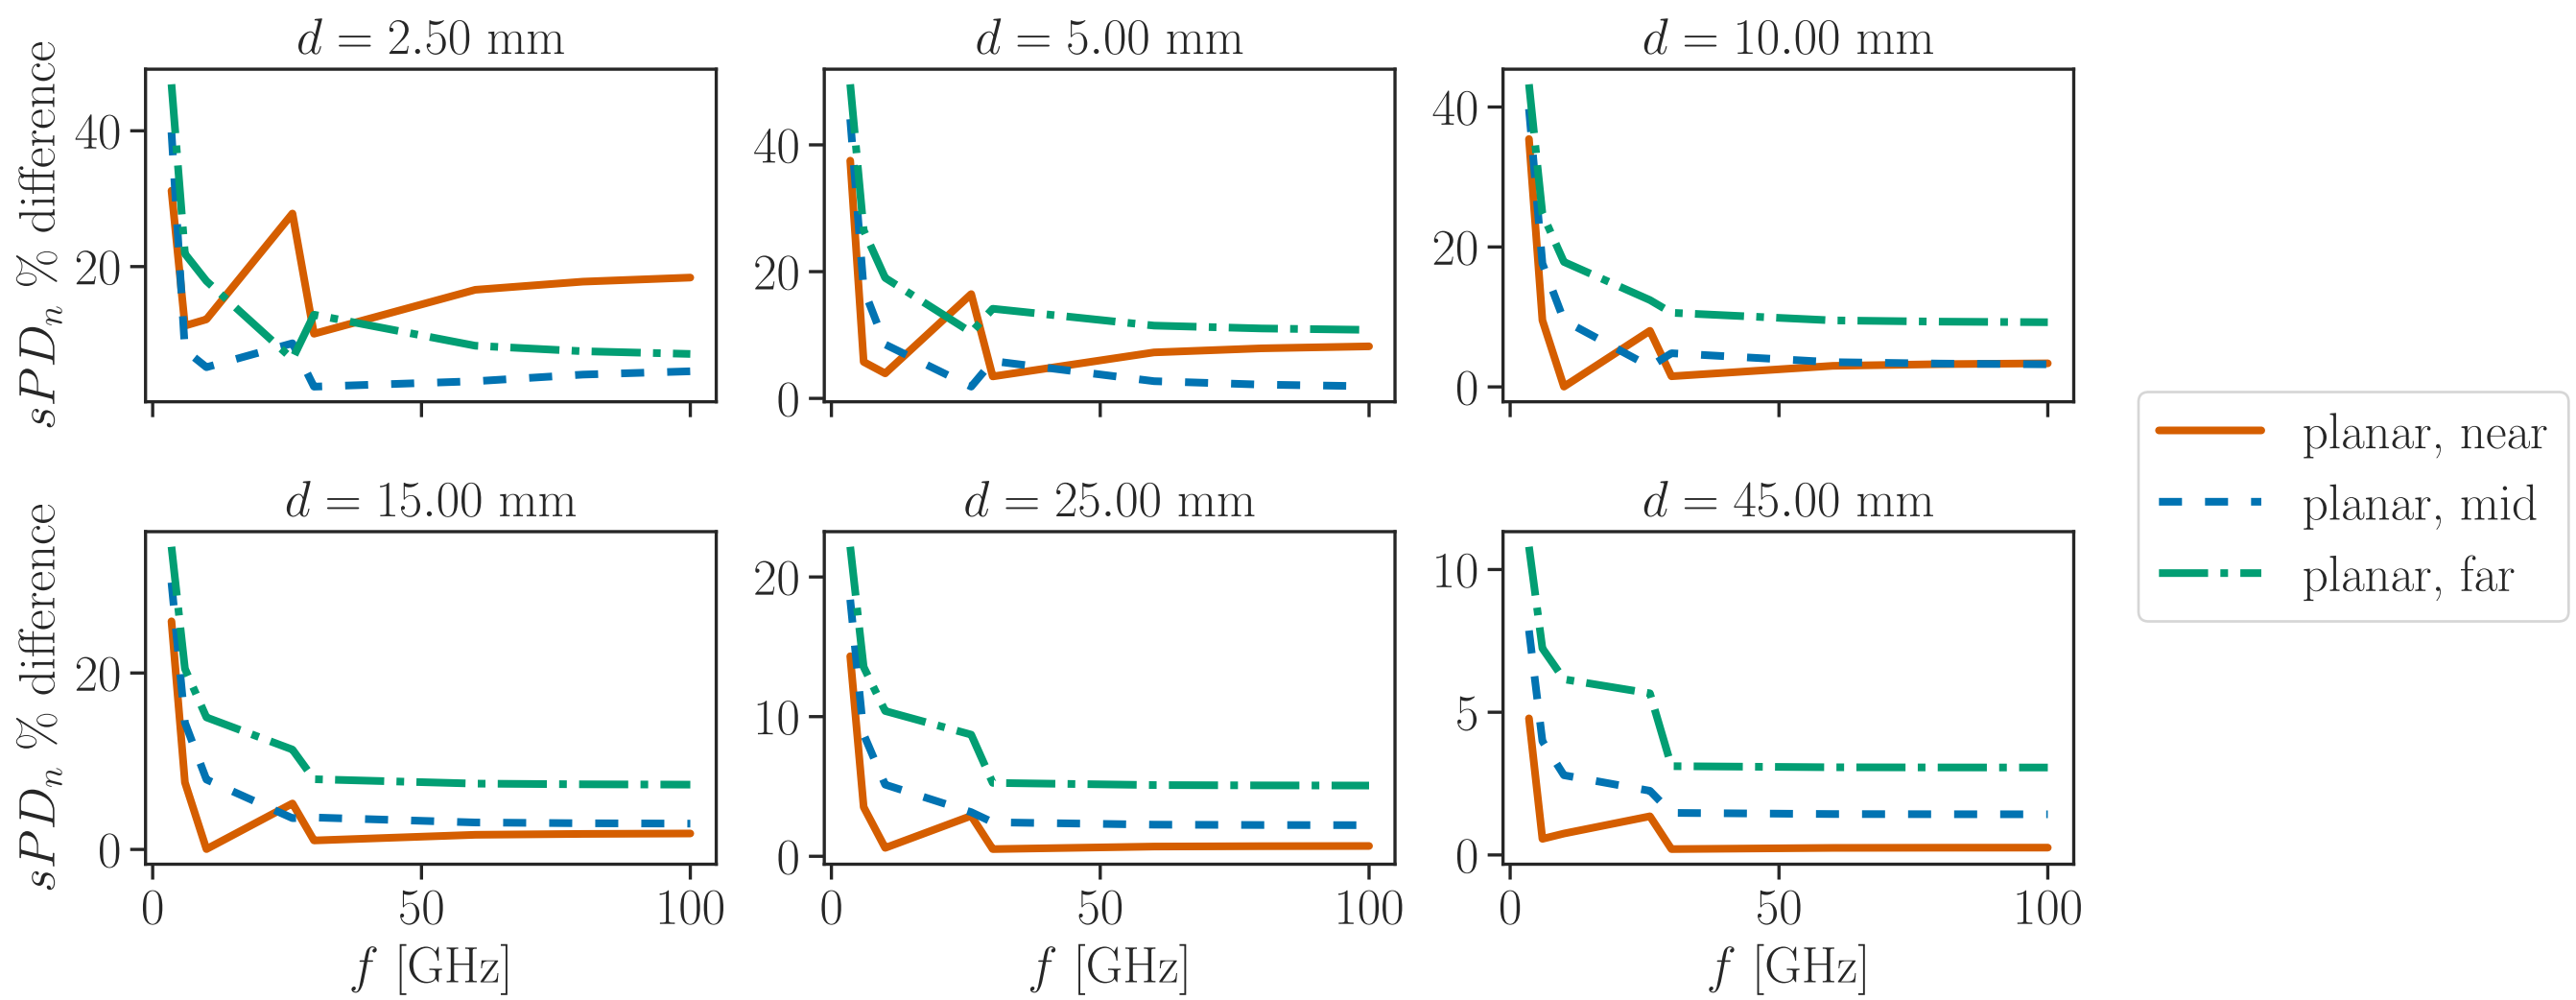 d = 2.50 mm
d = 5.00 mm
d = 10.00 mm
sPDₙ % difference
40
20
40
20
0
40
20
0
planar, near
planar, mid
planar, far
d = 15.00 mm
d = 25.00 mm
d = 45.00 mm
sPDₙ % difference
20
0
20
10
0
10
5
0
0 50 100
0 50 100
0 50 100
f [GHz]
f [GHz]
f [GHz]